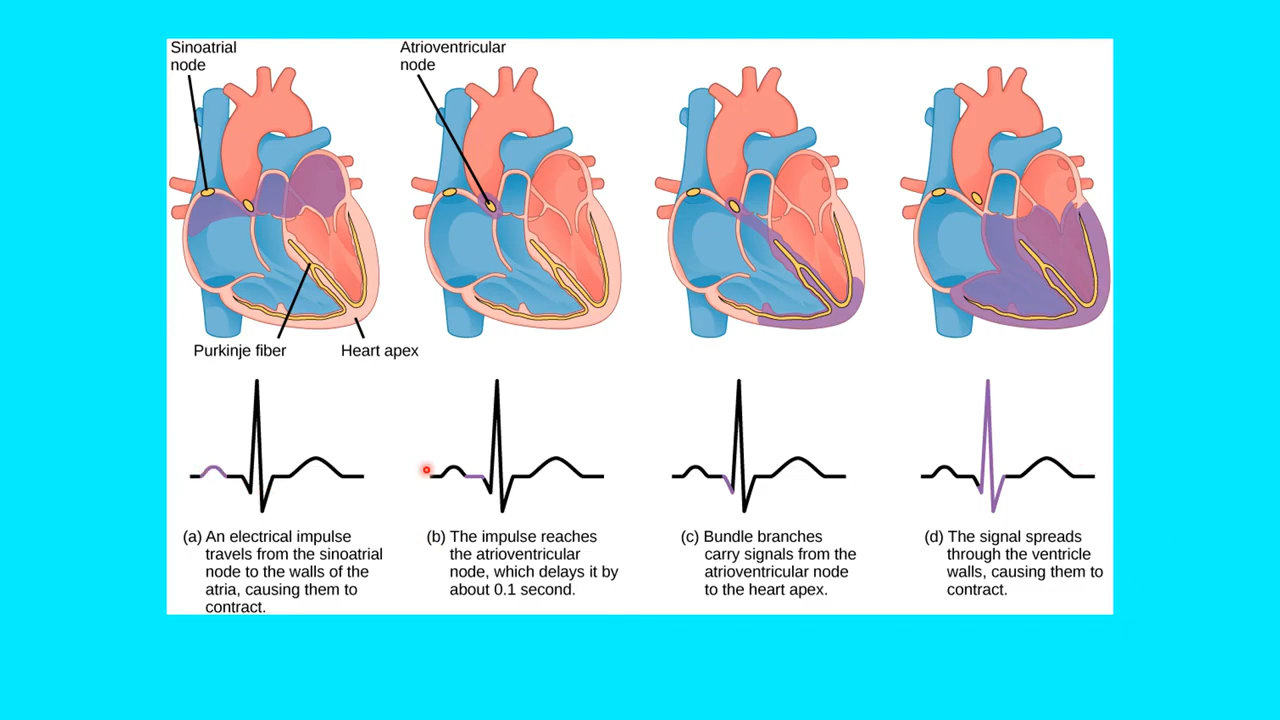 Sinoatrial
node
Atrioventricular
node
Purkinje fiber
Heart apex
(a) An electrical impulse
travels from the sinoatrial
node to the walls of the
atria, causing them to
contract.
(b) The impulse reaches
the atrioventricular
node, which delays it by
about 0.1 second.
(c) Bundle branches
carry signals from the
atrioventricular node
to the heart apex.
(d) The signal spreads
through the ventricle
walls, causing them to
contract.